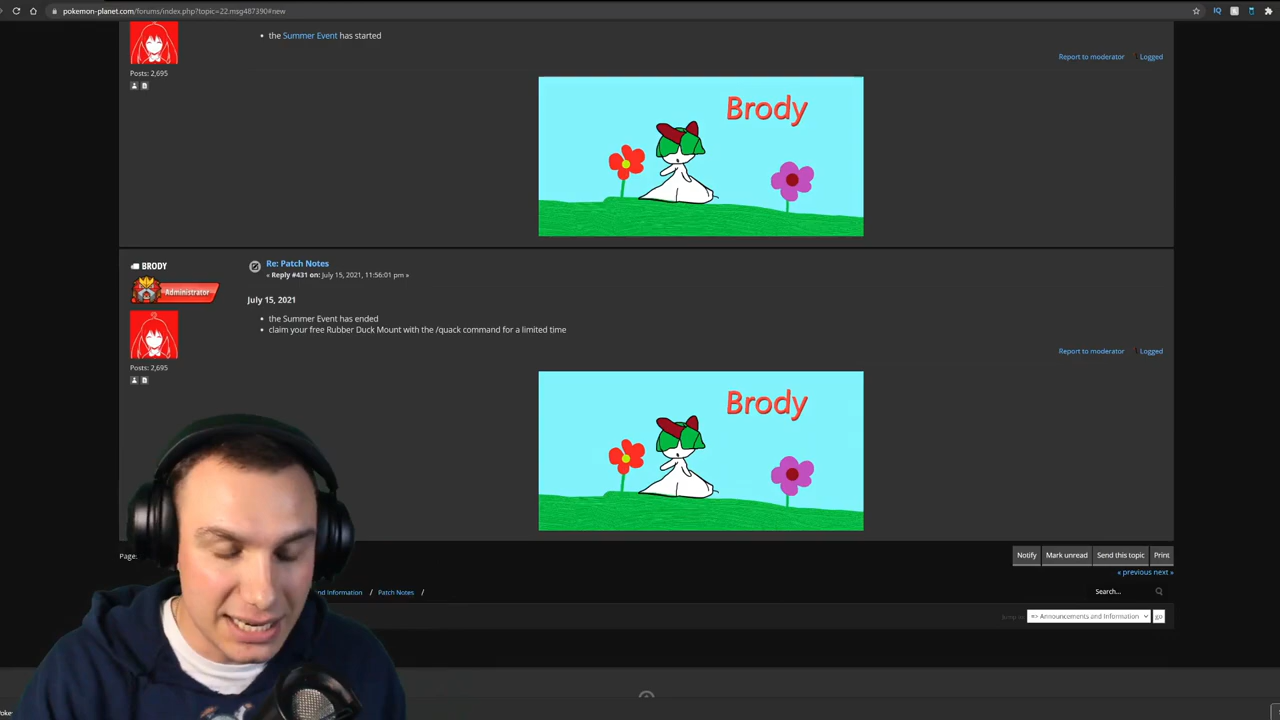 pokemon-planet.com/forums/index.php?topic=22.msg487390#new
the Summer Event has started
Posts: 2,695
Report to moderator Logged
Brody
BRODY
Re: Patch Notes
« Reply #431 on: July 15, 2021, 11:56:01 pm »
Administrator
July 15, 2021
the Summer Event has ended
claim your free Rubber Duck Mount with the /quack command for a limited time
Report to moderator Logged
Posts: 2,695
Brody
Page:
Notify Mark unread Send this topic Print
« previous next »
nd Information / Patch Notes /
Search...
Jump to: => Announcements and Information go